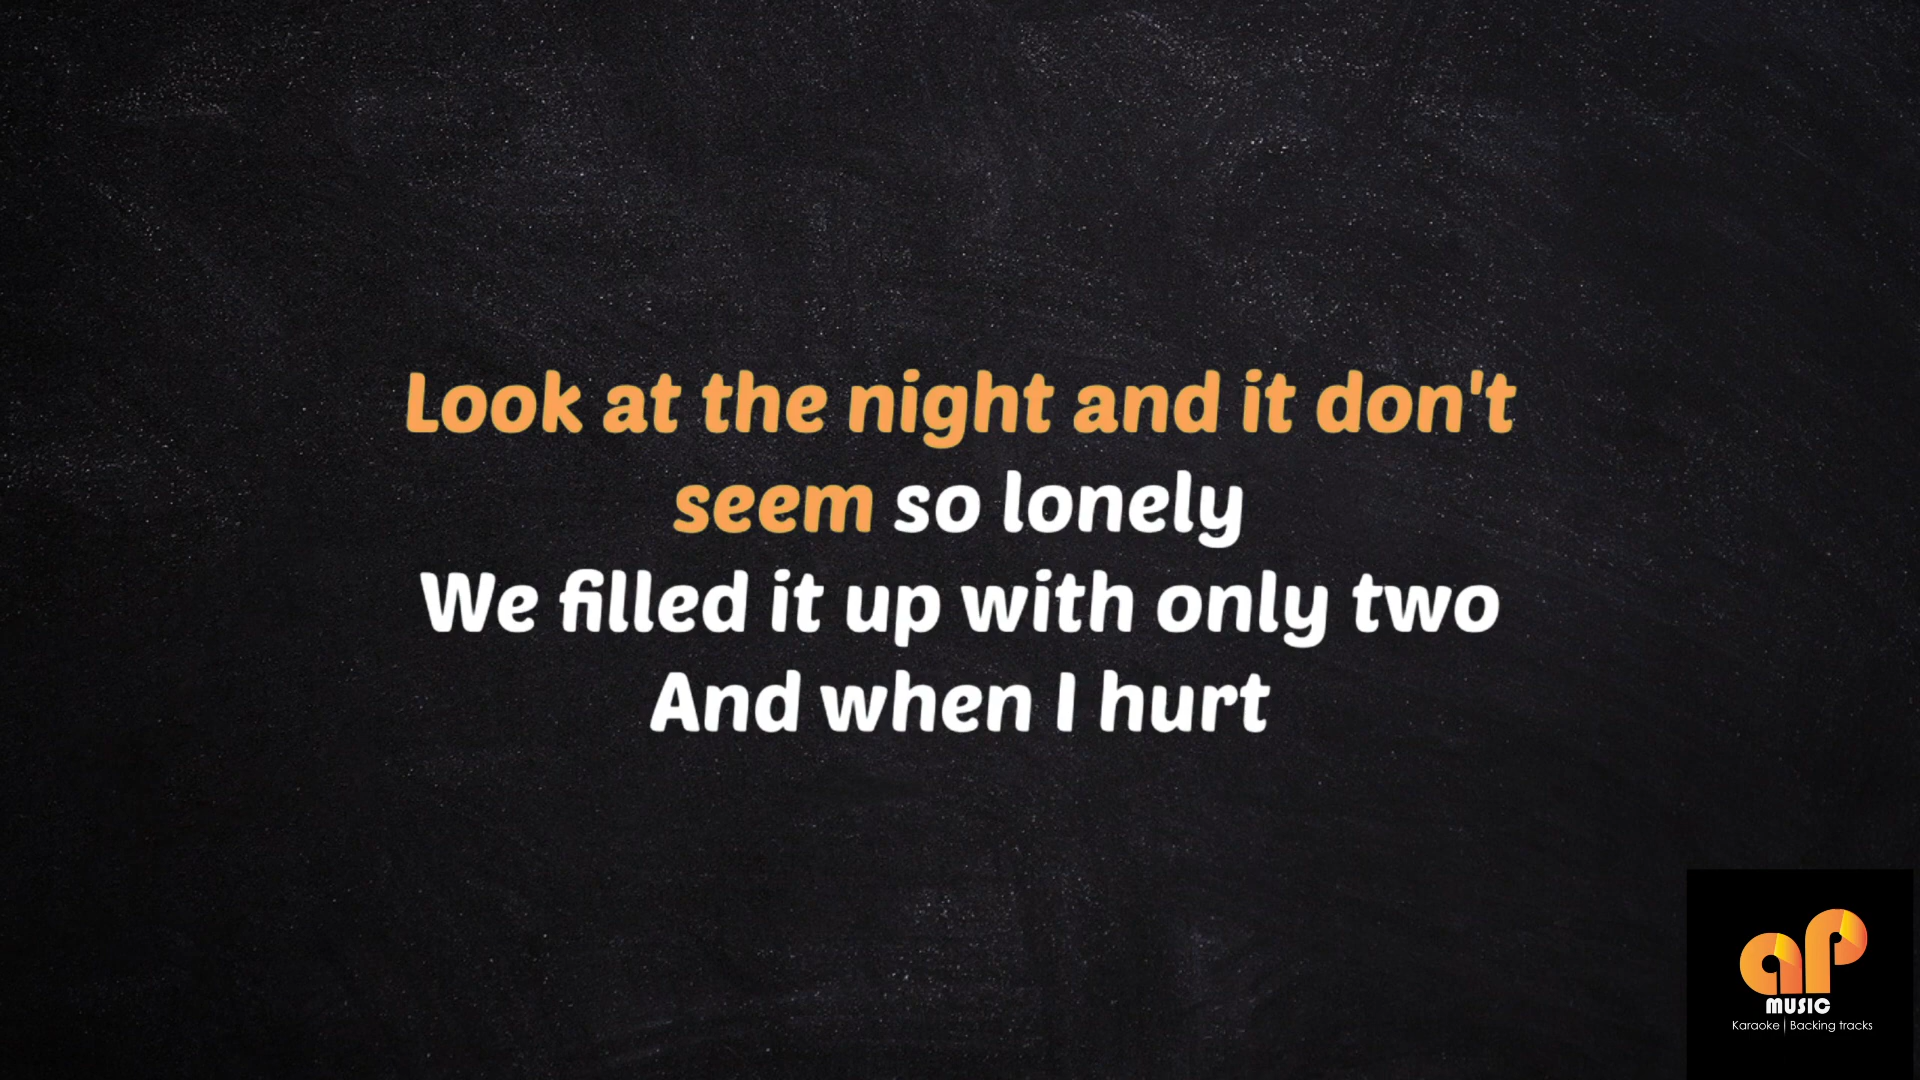 Look at the night and it don't
seem so lonely
We filled it up with only two
And when I hurt
aP
MUSIC
Karaoke | Backing tracks